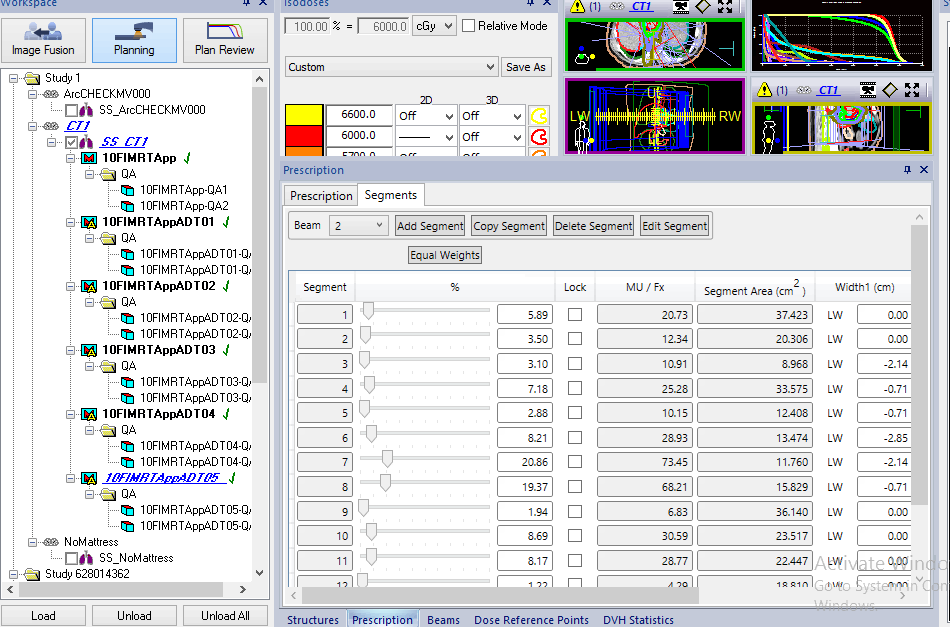 Workspace
Image Fusion
Planning
Plan Review
Study 1
ArcCHECKMV000
SS_ArcCHECKMV000
CT1
SS_CT1
10FIMRTApp
QA
10FIMRTApp-QA1
10FIMRTApp-QA2
10FIMRTAppADT01
QA
10FIMRTAppADT01-Q
10FIMRTAppADT01-Q
10FIMRTAppADT02
QA
10FIMRTAppADT02-Q
10FIMRTAppADT02-Q
10FIMRTAppADT03
QA
10FIMRTAppADT03-Q
10FIMRTAppADT03-Q
10FIMRTAppADT04
QA
10FIMRTAppADT04-Q
10FIMRTAppADT04-Q
10FIMRTAppADT05
QA
10FIMRTAppADT05-Q
10FIMRTAppADT05-Q
NoMattress
SS_NoMattress
Study 628014362
Load Unload Unload All
Isodoses
100.00 % = 6000.0 cGy Relative Mode
Custom Save As
2D 3D
6600.0 Off Off
6000.0 Off
5700.0 Off Off
(1) CT1
LW RW
(1) CT1
Prescription
Prescription Segments
Beam 2 Add Segment Copy Segment Delete Segment Edit Segment
Equal Weights
Segment % Lock MU / Fx Segment Area (cm2) Width1 (cm)
1 5.89 20.73 37.423 LW 0.00
2 3.50 12.34 20.306 LW 0.00
3 3.10 10.91 8.968 LW -2.14
4 7.18 25.28 33.575 LW -0.71
5 2.88 10.15 12.408 LW -0.71
6 8.21 28.93 13.474 LW -2.85
7 20.86 73.45 11.760 LW -2.14
8 19.37 68.21 15.829 LW -0.71
9 1.94 6.83 36.140 LW 0.00
10 8.69 30.59 23.517 LW 0.00
11 8.17 28.77 22.447 LW 0.00
12 1.22 4.29 18.810 LW 0.00
Activate Windo
Go to System in Con
Windows.
Structures Prescription Beams Dose Reference Points DVH Statistics